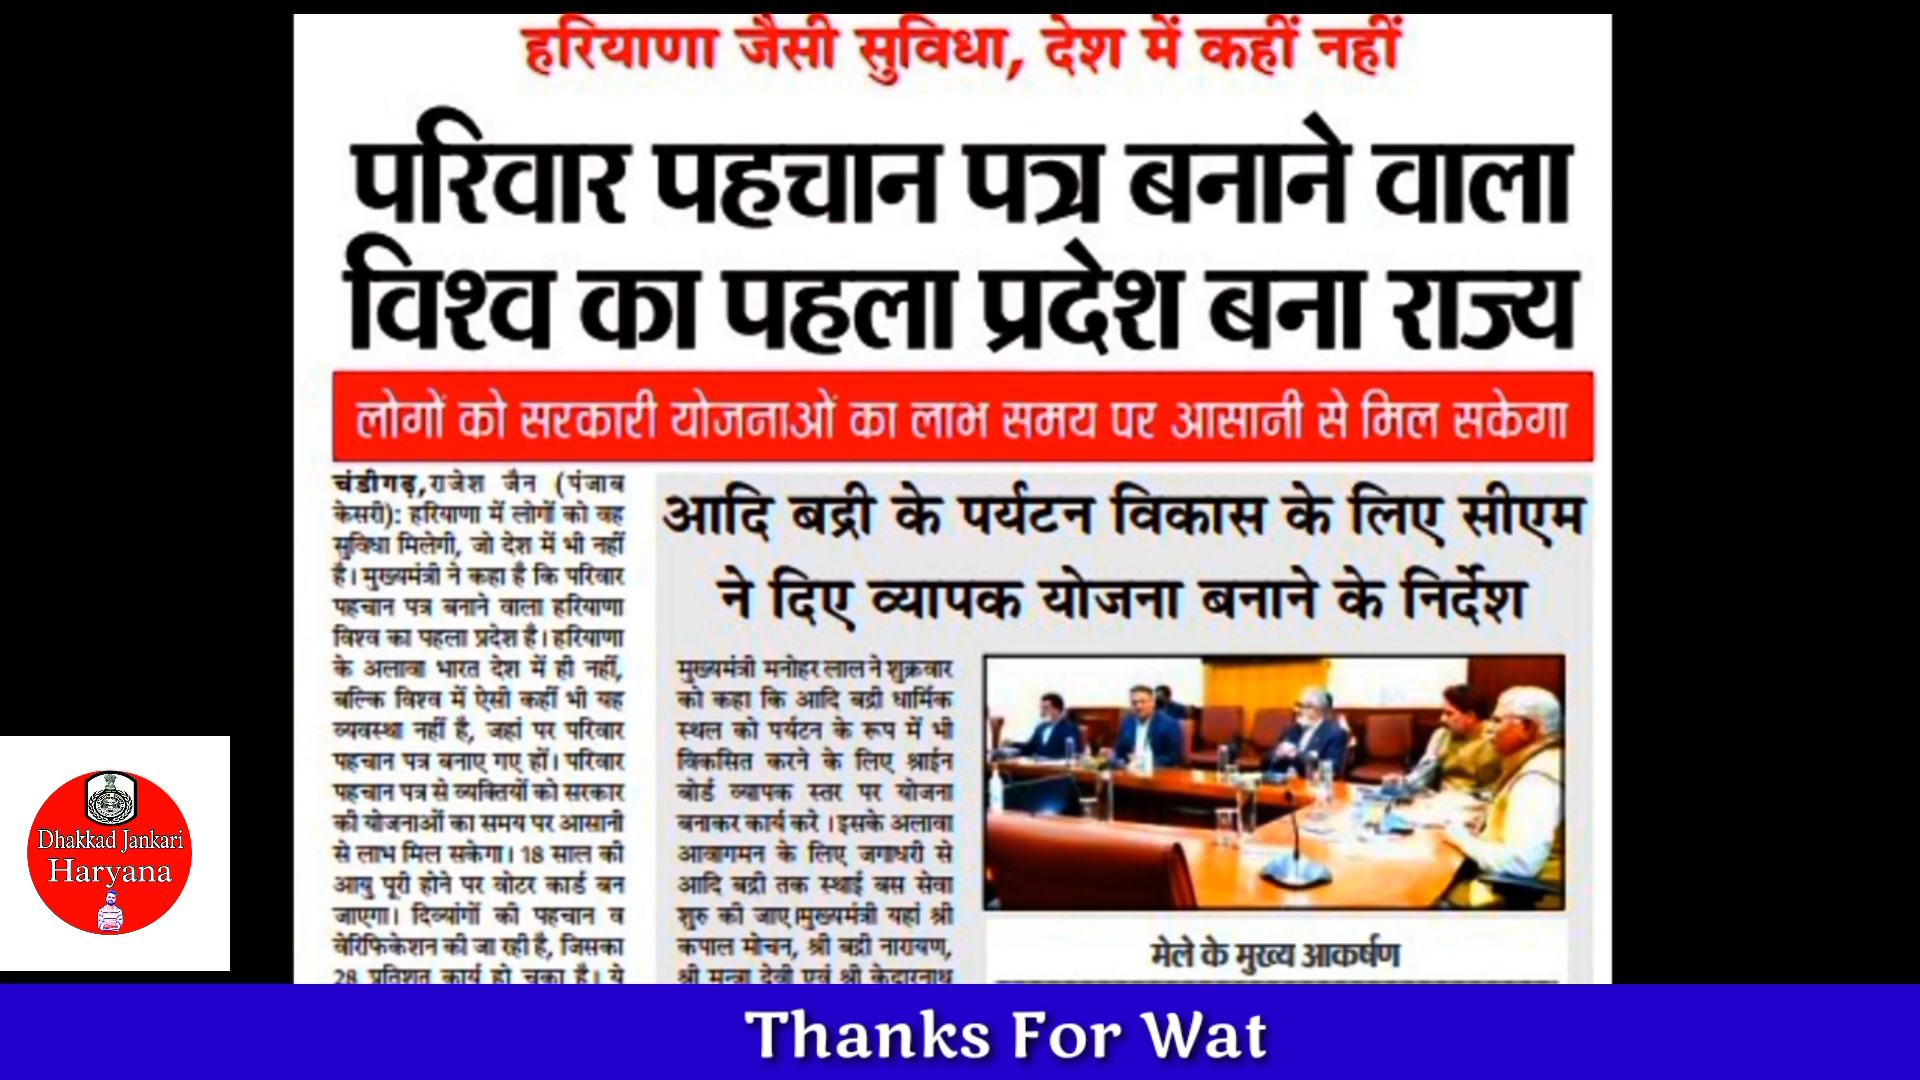 हरियाणा जैसी सुविधा, देश में कहीं नहीं
परिवार पहचान पत्र बनाने वाला
विश्व का पहला प्रदेश बना राज्य
लोगों को सरकारी योजनाओं का लाभ समय पर आसानी से मिल सकेगा
चंडीगढ़,राजेश जैन (पंजाब
केसरी): हरियाणा में लोगों को वह
सुविधा मिलेगी, जो देश में भी नहीं
है। मुख्यमंत्री ने कहा है कि परिवार
पहचान पत्र बनाने वाला हरियाणा
विश्व का पहला प्रदेश है। हरियाणा
के अलावा भारत देश में ही नहीं,
बल्कि विश्व में ऐसी कहीं भी यह
व्यवस्था नहीं है, जहां पर परिवार
पहचान पत्र बनाए गए हों। परिवार
पहचान पत्र से व्यक्तियों को सरकार
की योजनाओं का समय पर आसानी
से लाभ मिल सकेगा। 18 साल की
आयु पूरी होने पर वोटर कार्ड बन
जाएगा। दिव्यांगों की पहचान व
वेरिफिकेशन की जा रही है, जिसका
28 प्रतिशत कार्य हो चुका है। ये
आदि बद्री के पर्यटन विकास के लिए सीएम
ने दिए व्यापक योजना बनाने के निर्देश
मुख्यमंत्री मनोहर लाल ने शुक्रवार
को कहा कि आदि बद्री धार्मिक
स्थल को पर्यटन के रूप में भी
विकसित करने के लिए श्राईन
बोर्ड व्यापक स्तर पर योजना
बनाकर कार्य करे । इसके अलावा
आवागमन के लिए जगाधरी से
आदि बद्री तक स्थाई बस सेवा
शुरु की जाए।मुख्यमंत्री यहां श्री
कपाल मोचन, श्री बद्री नारायण,
श्री मन्त्रा देवी एवं श्री केदारनाथ
मेले के मुख्य आकर्षण
Dhakkad Jankari
Haryana
Thanks For Wat